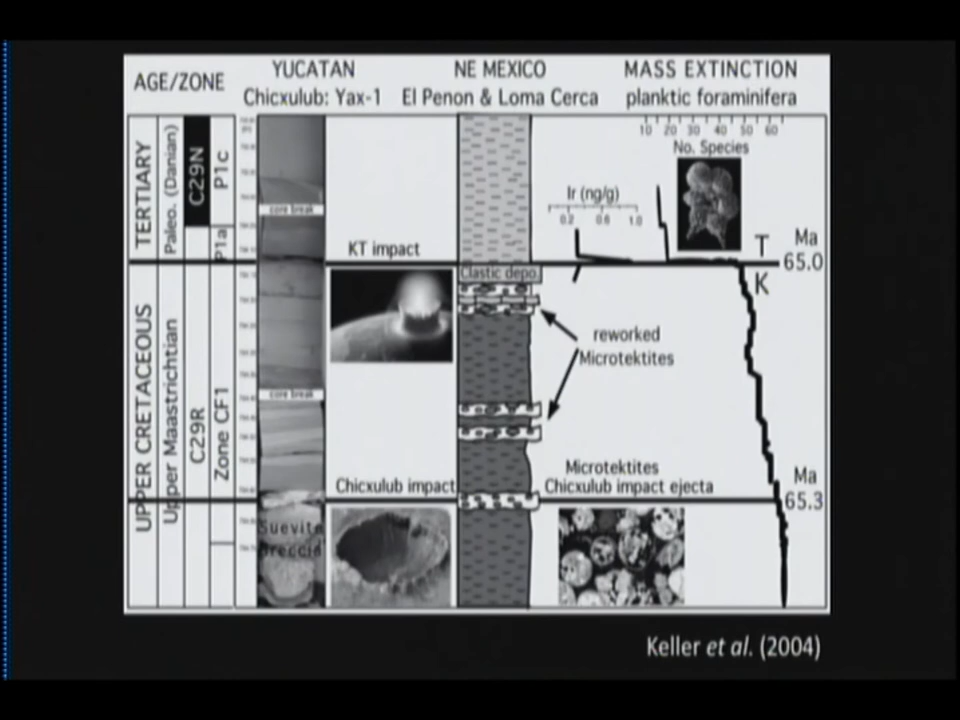 AGE/ZONE
YUCATAN
Chicxulub: Yax-1
NE MEXICO
El Penon & Loma Cerca
MASS EXTINCTION
planktic foraminifera
10 20 30 40 50 60
No. Species
TERTIARY
Paleo. (Danian)
C29N
P1c
P1a
core break
KT impact
Ir (ng/g)
0.2 0.6 1.0
T
K
Ma
65.0
Clastic depo.
UPPER CRETACEOUS
Upper Maastrichtian
C29R
Zone CF1
core break
reworked
Microtektites
Chicxulub impact
Microtektites
Chicxulub impact ejecta
Ma
65.3
Suevite
Breccia
Keller et al. (2004)